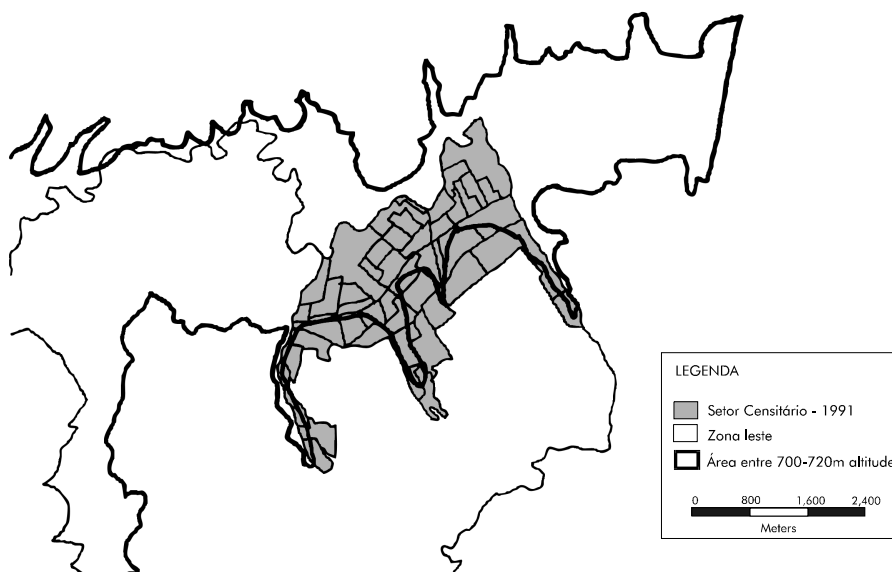 LEGENDA
Setor Censitário - 1991
Zona leste
Área entre 700-720m altitude
0 800 1,600 2,400
Meters